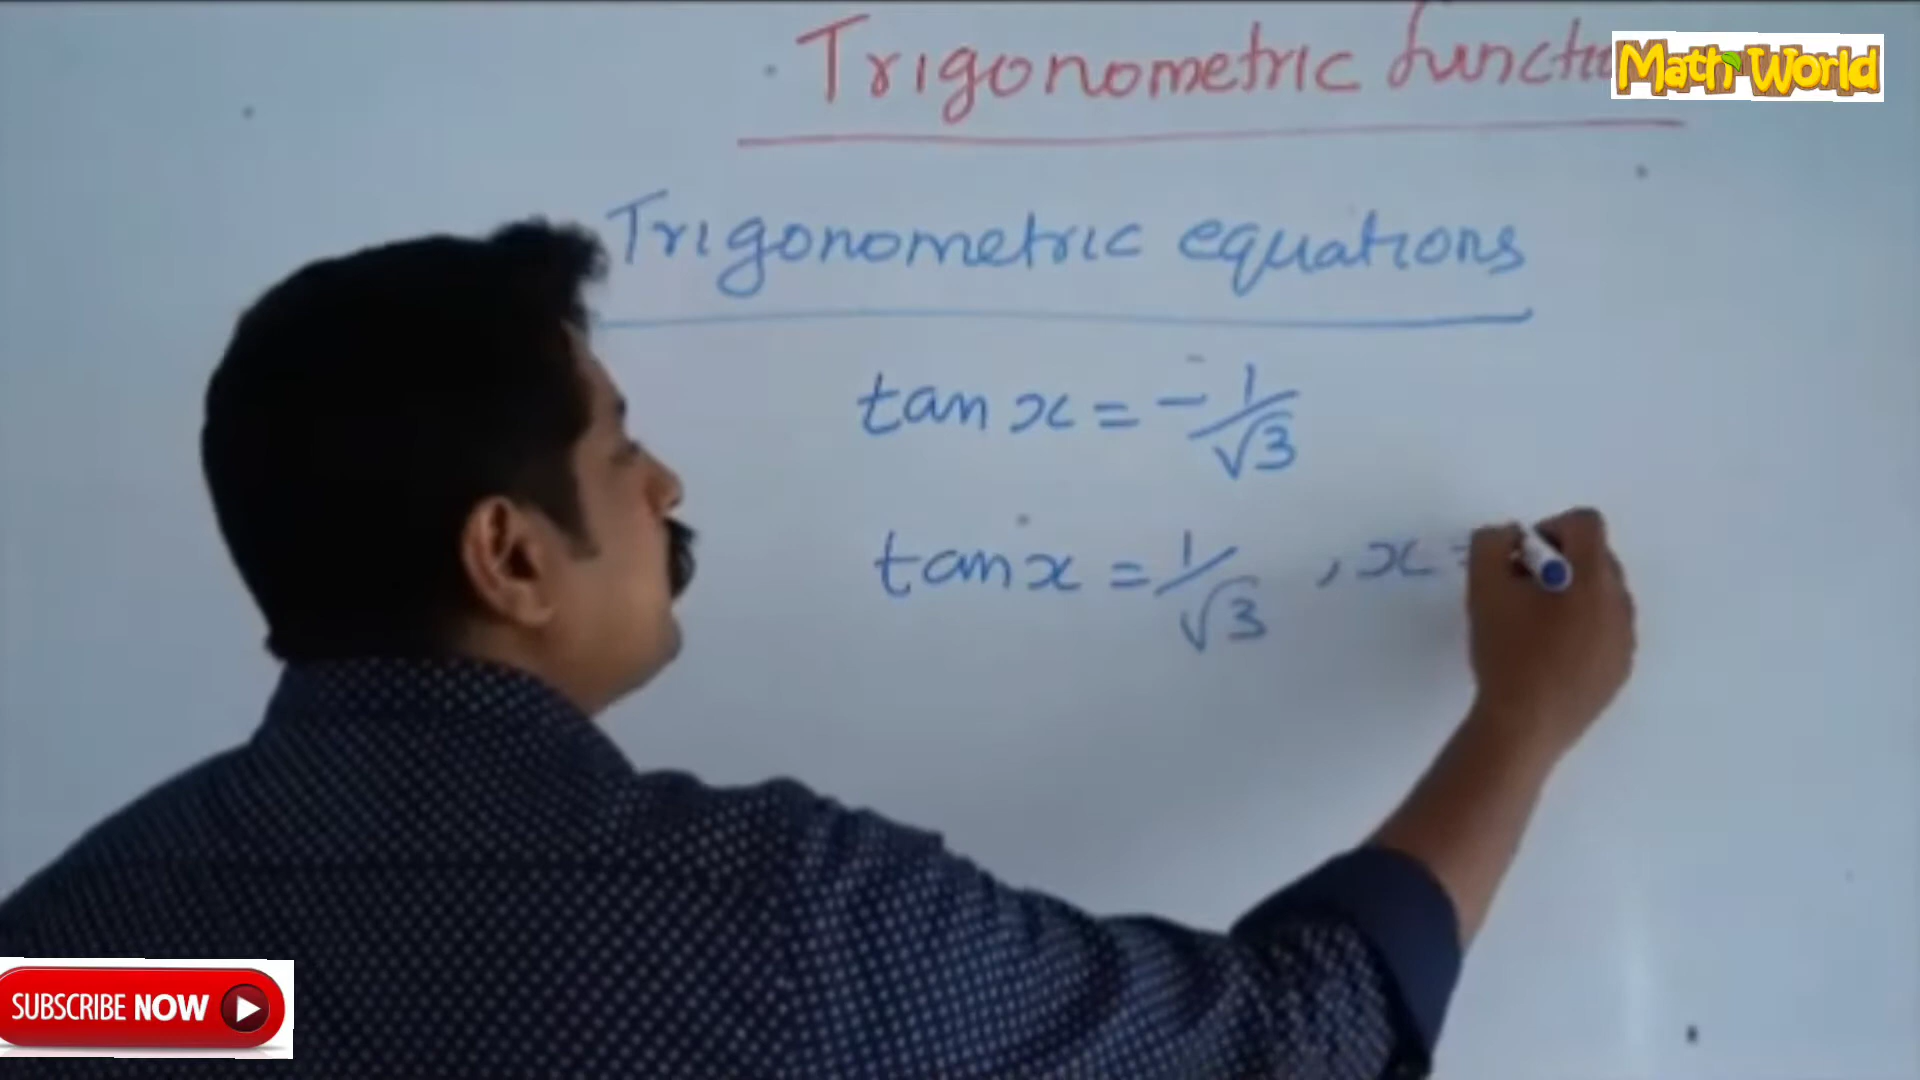 Trigonometric functi
Math World
Trigonometric equations
tan x = - 1/√3
tan x = 1/√3 , x =
SUBSCRIBE NOW